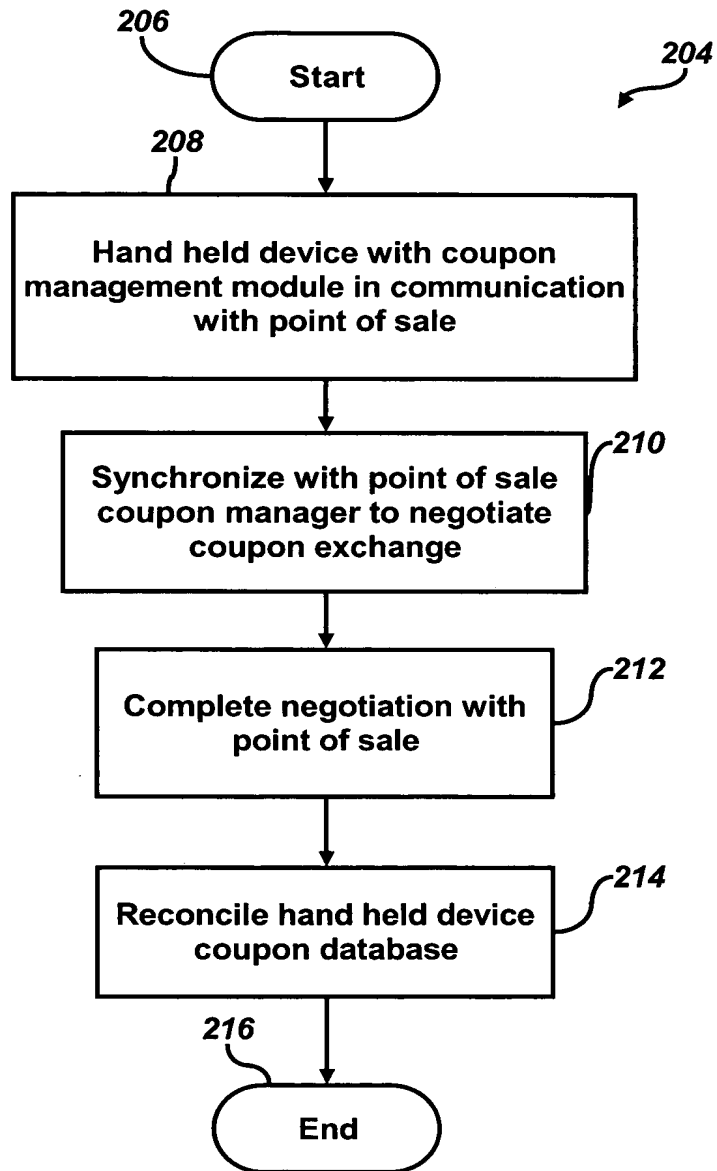 206
Start
204
208
Hand held device with coupon
management module in communication
with point of sale
210
Synchronize with point of sale
coupon manager to negotiate
coupon exchange
212
Complete negotiation with
point of sale
214
Reconcile hand held device
coupon database
216
End